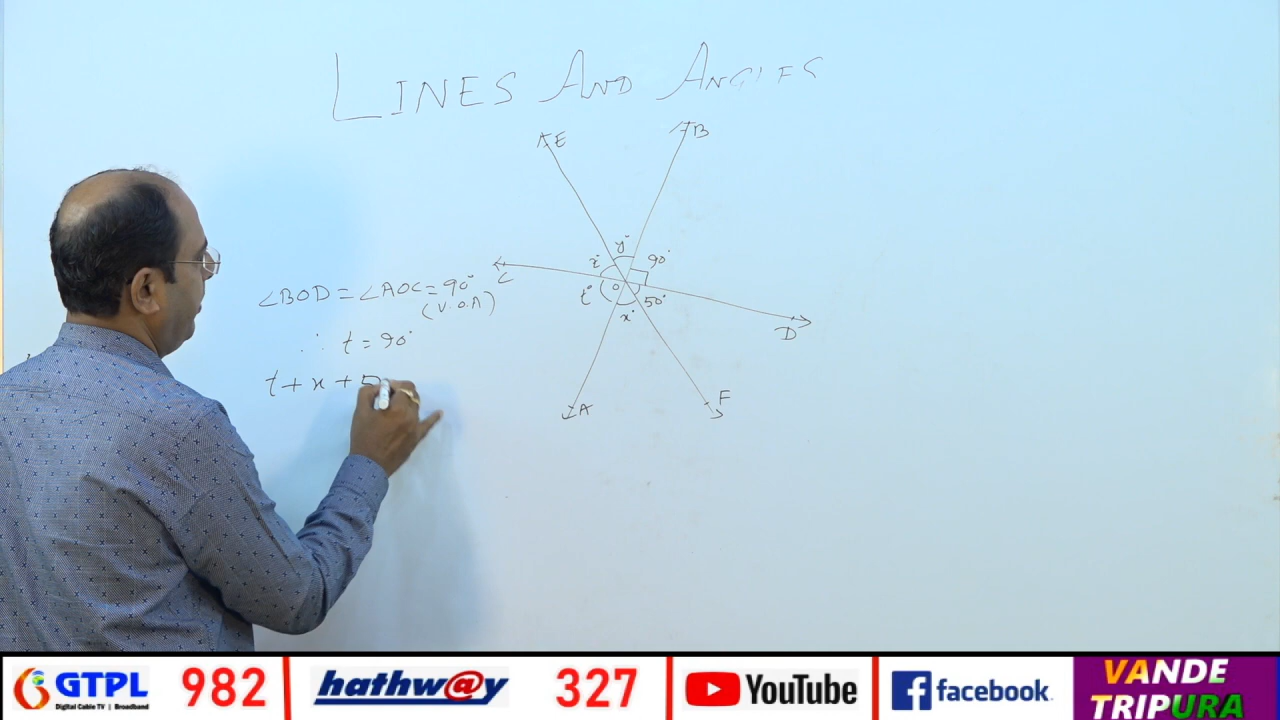 LINES AND ANGLES
E
B
y°
z°
90°
C
t°
O
50°
x°
D
A
F
∠BOD = ∠AOC = 90°
(V.O.A)
∴ t = 90°
t + x + 5
GTPL
Digital Cable TV | Broadband
982
hathw@y
327
YouTube
facebook
VANDE
TRIPURA